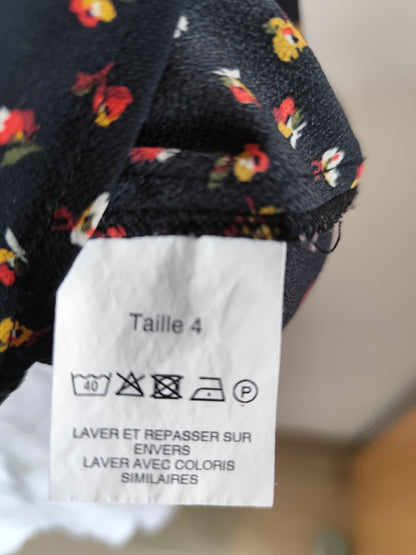 Taille 4
40 P
LAVER ET REPASSER SUR
ENVERS
LAVER AVEC COLORIS
SIMILAIRES